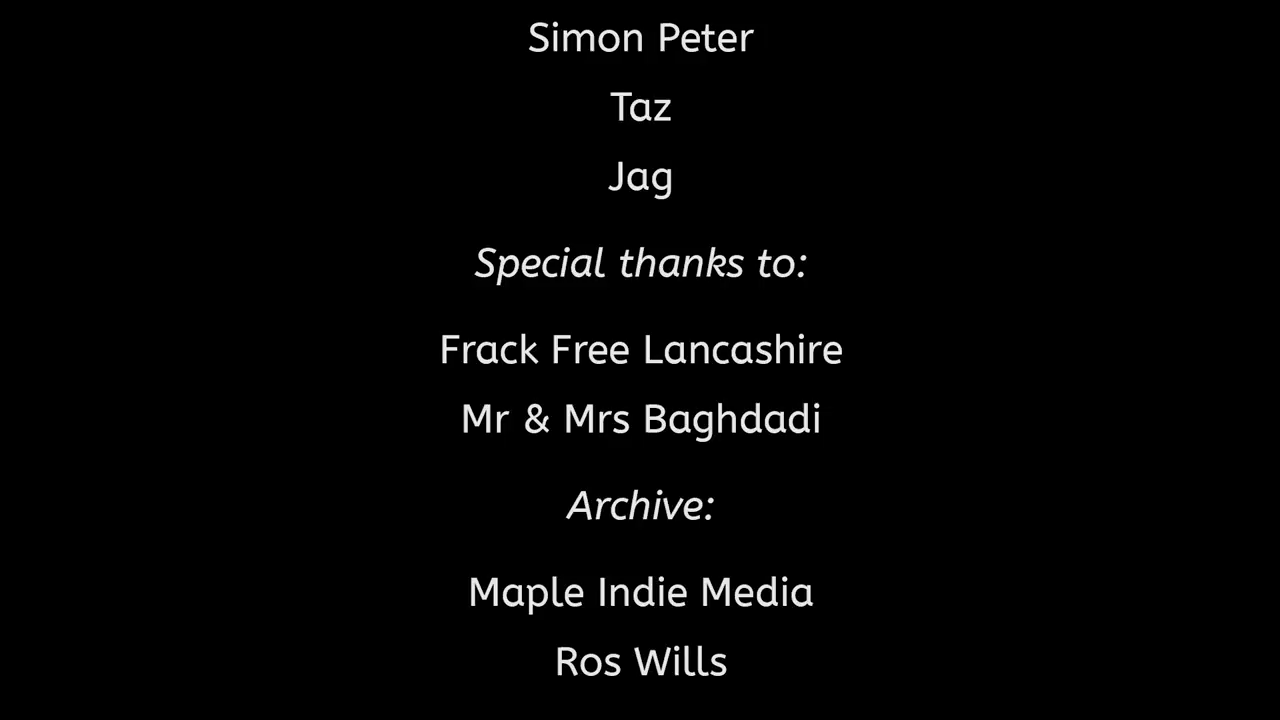 Simon Peter
Taz
Jag
Special thanks to:
Frack Free Lancashire
Mr & Mrs Baghdadi
Archive:
Maple Indie Media
Ros Wills